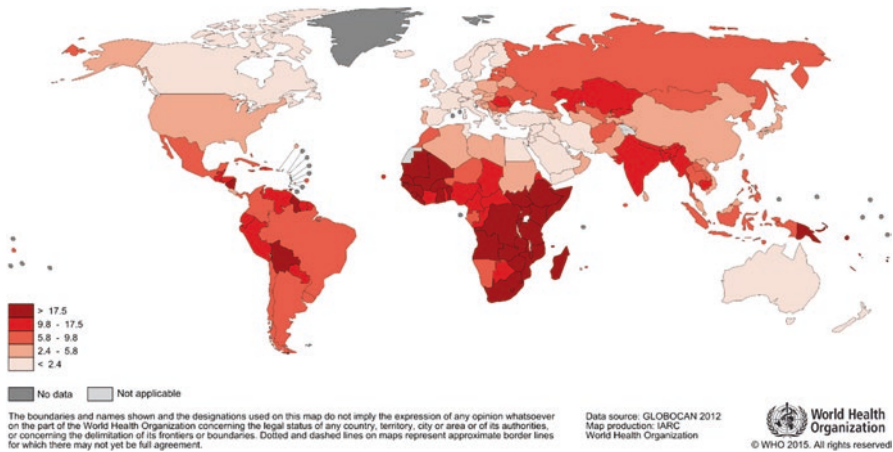 > 17.5
9.8 - 17.5
5.8 - 9.8
2.4 - 5.8
< 2.4
No data
Not applicable
The boundaries and names shown and the designations used on this map do not imply the expression of any opinion whatsoever
on the part of the World Health Organization concerning the legal status of any country, territory, city or area or of its authorities,
or concerning the delimitation of its frontiers or boundaries. Dotted and dashed lines on maps represent approximate border lines
for which there may not yet be full agreement.
Data source: GLOBOCAN 2012
Map production: IARC
World Health Organization
World Health
Organization
© WHO 2015. All rights reserved